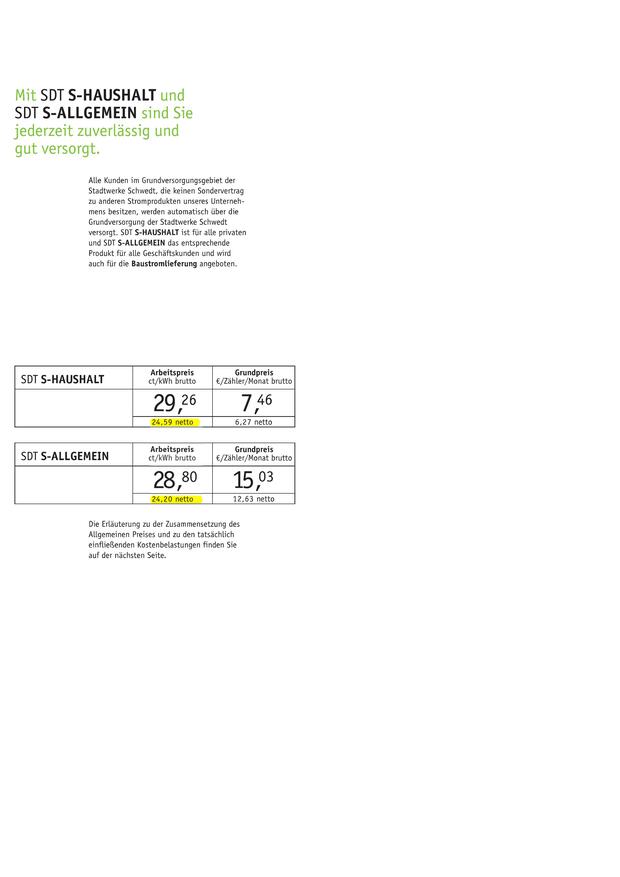 Mit SDT S-HAUSHALT und
SDT S-ALLGEMEIN sind Sie
jederzeit zuverlässig und
gut versorgt.
Alle Kunden im Grundversorgungsgebiet der
Stadtwerke Schwedt, die keinen Sondervertrag
zu anderen Stromprodukten unseres Unterneh-
mens besitzen, werden automatisch über die
Grundversorgung der Stadtwerke Schwedt
versorgt. SDT S-HAUSHALT ist für alle privaten
und SDT S-ALLGEMEIN das entsprechende
Produkt für alle Geschäftskunden und wird
auch für die Baustromlieferung angeboten.
SDT S-HAUSHALT
Arbeitspreis
ct/kWh brutto
Grundpreis
€/Zähler/Monat brutto
29,26
7,46
24,59 netto
6,27 netto
SDT S-ALLGEMEIN
Arbeitspreis
ct/kWh brutto
Grundpreis
€/Zähler/Monat brutto
28,80
15,03
24,20 netto
12,63 netto
Die Erläuterung zu der Zusammensetzung des
Allgemeinen Preises und zu den tatsächlich
einfließenden Kostenbelastungen finden Sie
auf der nächsten Seite.